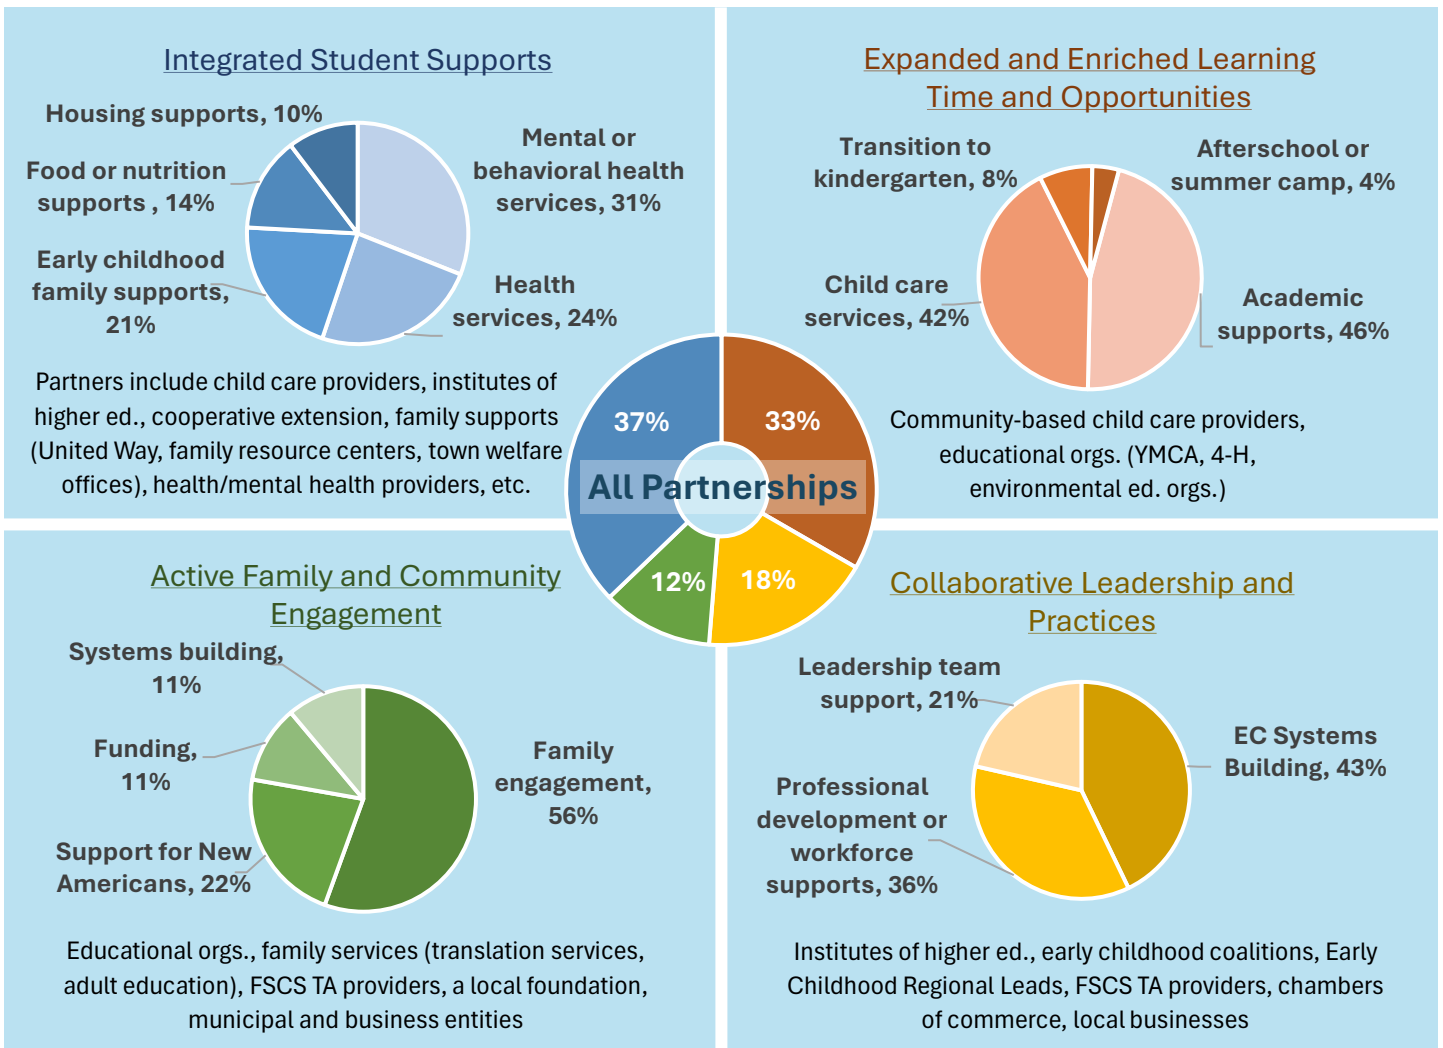 Integrated Student Supports
Housing supports, 10%
Mental or
behavioral health
services, 31%
Food or nutrition
supports , 14%
Early childhood
family supports,
21%
Health
services, 24%
Partners include child care providers, institutes of
higher ed., cooperative extension, family supports
(United Way, family resource centers, town welfare
offices), health/mental health providers, etc.
Expanded and Enriched Learning
Time and Opportunities
Transition to
kindergarten, 8%
Afterschool or
summer camp, 4%
Child care
services, 42%
Academic
supports, 46%
Community-based child care providers,
educational orgs. (YMCA, 4-H,
environmental ed. orgs.)
37%
33%
All Partnerships
12%
18%
Active Family and Community
Engagement
Systems building,
11%
Funding,
11%
Family
engagement,
56%
Support for New
Americans, 22%
Educational orgs., family services (translation services,
adult education), FSCS TA providers, a local foundation,
municipal and business entities
Collaborative Leadership and
Practices
Leadership team
support, 21%
EC Systems
Building, 43%
Professional
development or
workforce
supports, 36%
Institutes of higher ed., early childhood coalitions, Early
Childhood Regional Leads, FSCS TA providers, chambers
of commerce, local businesses